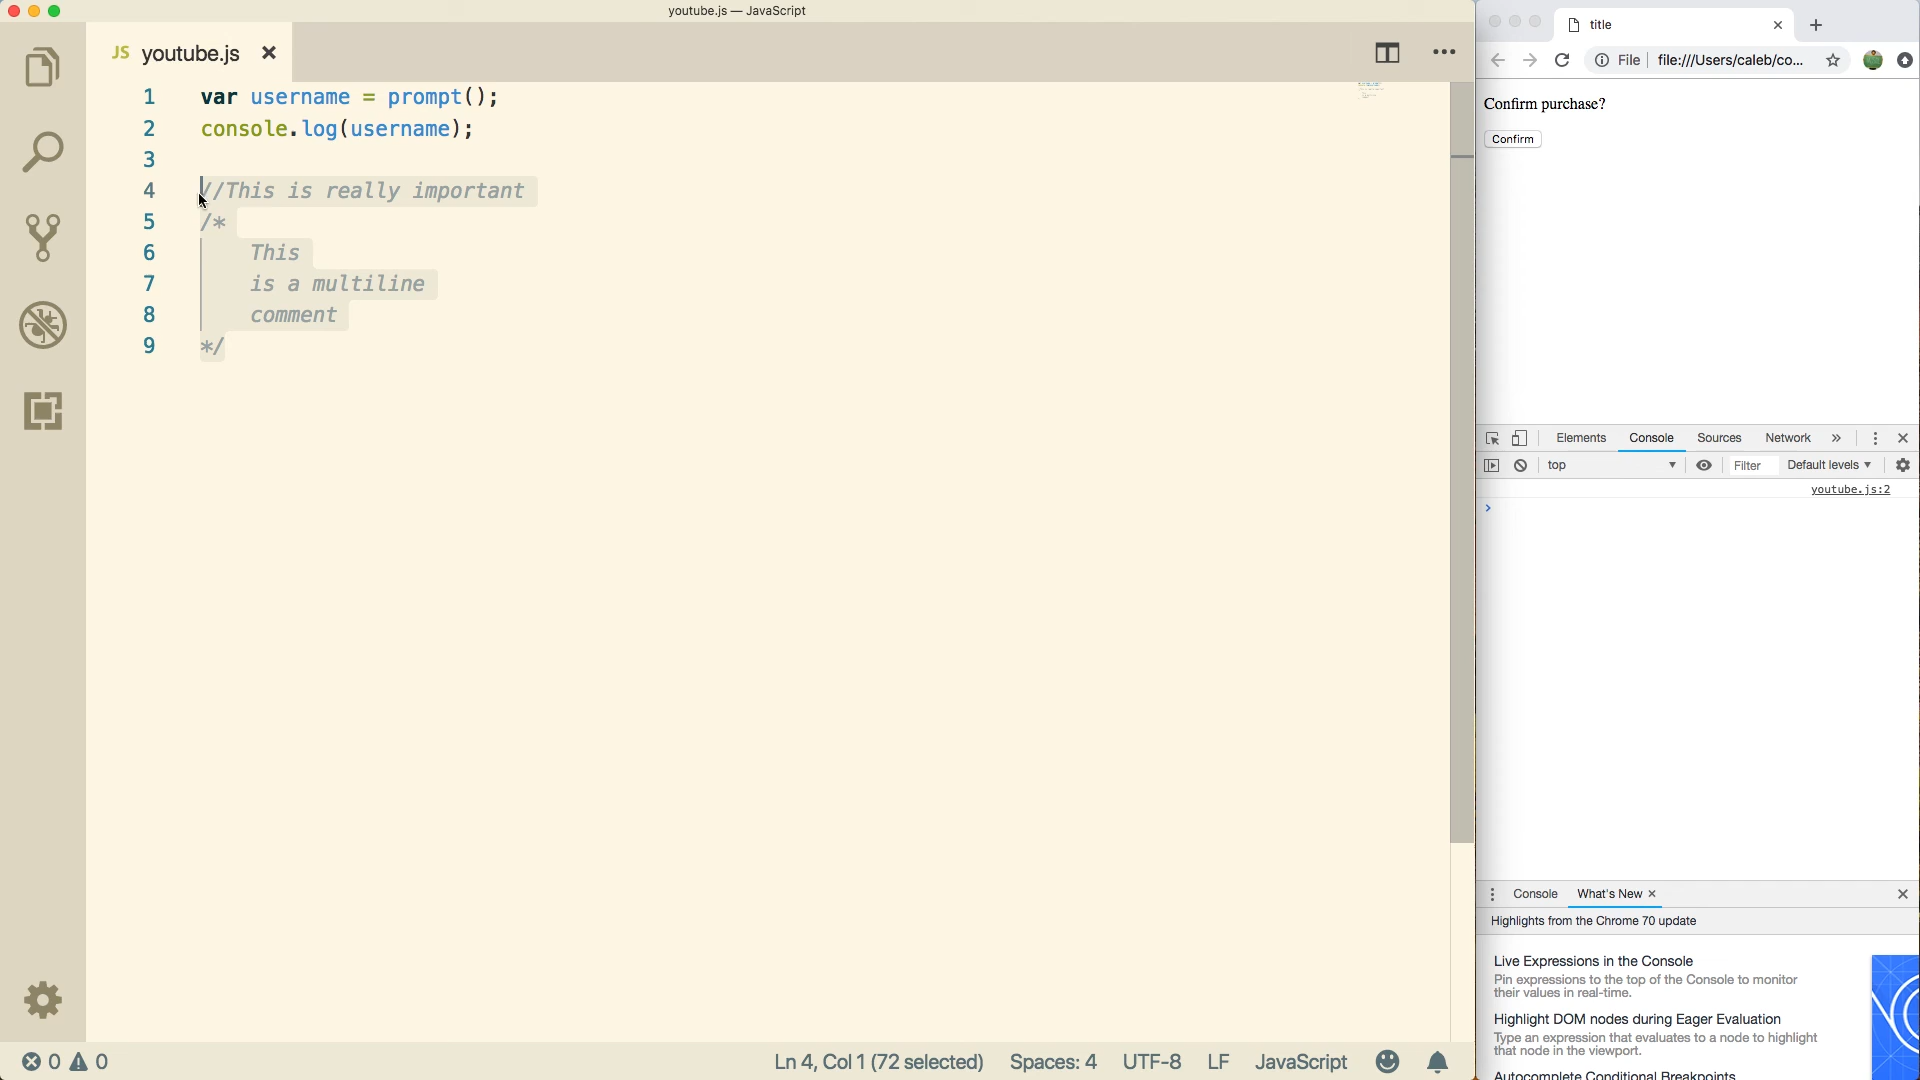 youtube.js — JavaScript
JS youtube.js
1 var username = prompt();
2 console.log(username);
3
4 //This is really important
5 /*
6 This
7 is a multiline
8 comment
9 */
0 0
Ln 4, Col 1 (72 selected) Spaces: 4 UTF-8 LF JavaScript
title
File file:///Users/caleb/co...
Confirm purchase?
Confirm
Elements Console Sources Network »
top Filter Default levels
youtube.js:2
Console What's New
Highlights from the Chrome 70 update
Live Expressions in the Console
Pin expressions to the top of the Console to monitor
their values in real-time.
Highlight DOM nodes during Eager Evaluation
Type an expression that evaluates to a node to highlight
that node in the viewport.
Autocomplete Conditional Breakpoints